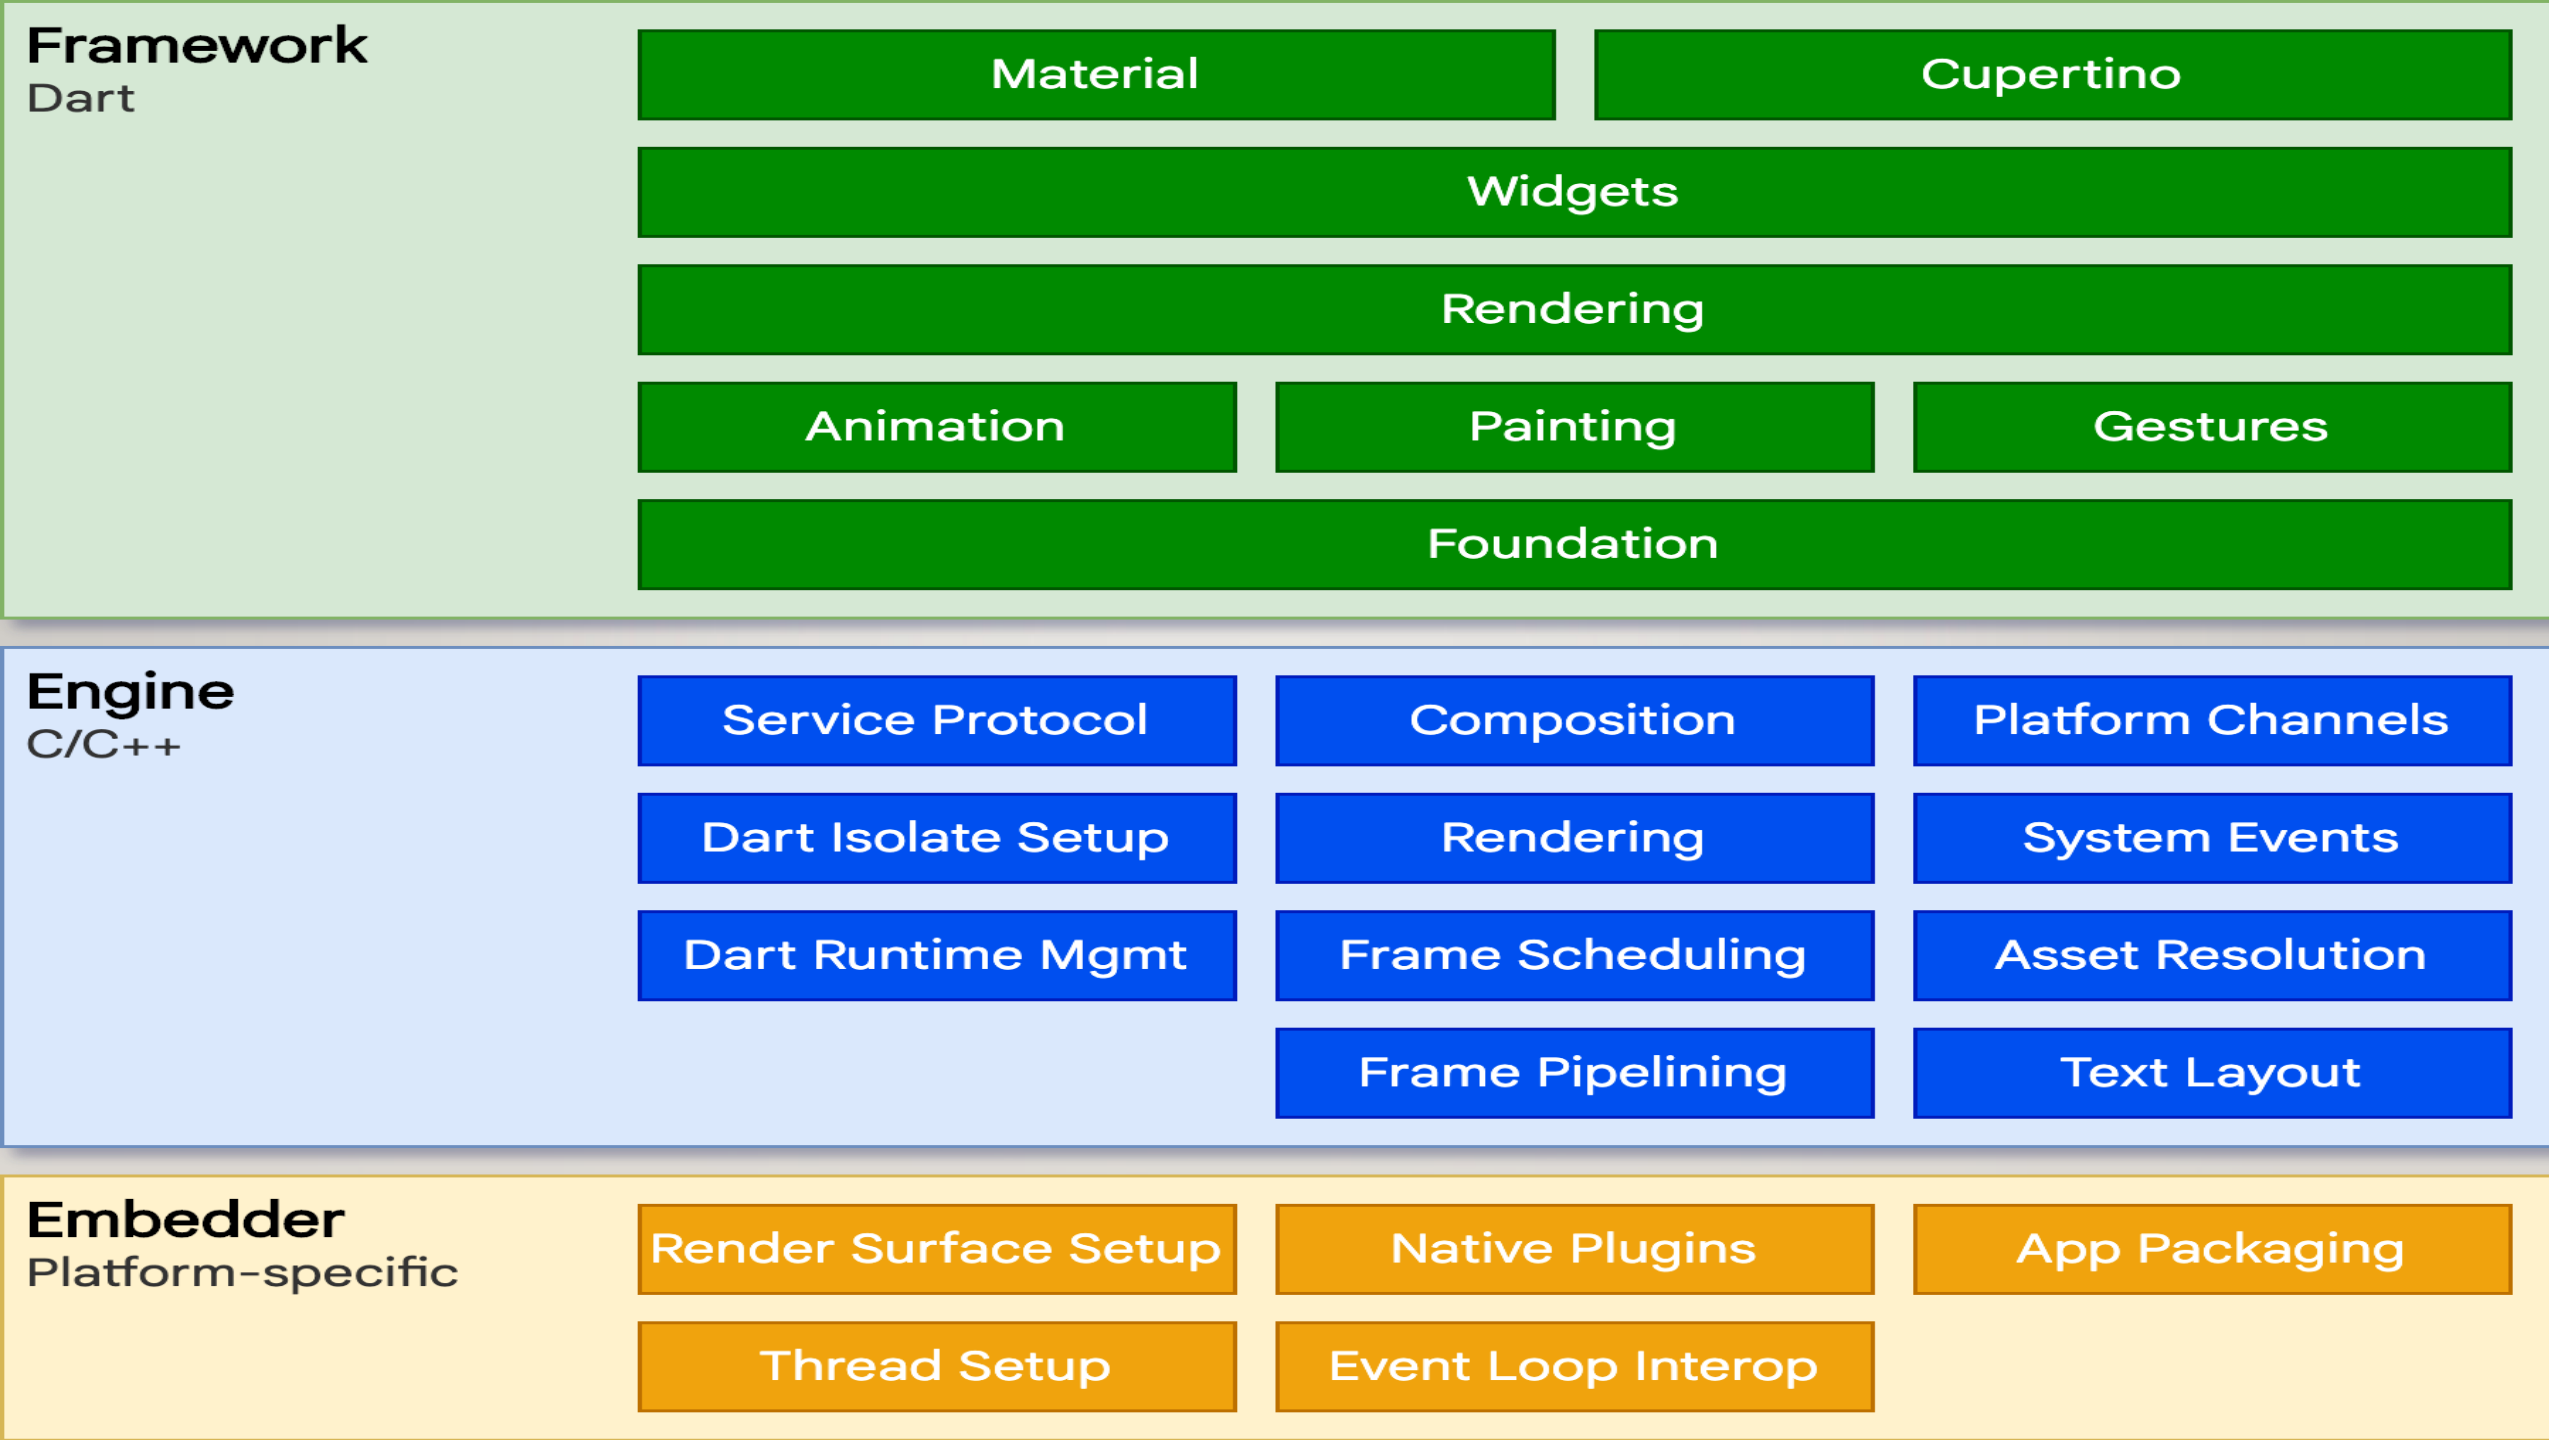 Framework
Dart
Material
Cupertino
Widgets
Rendering
Animation
Painting
Gestures
Foundation
Engine
C/C++
Service Protocol
Composition
Platform Channels
Dart Isolate Setup
Rendering
System Events
Dart Runtime Mgmt
Frame Scheduling
Asset Resolution
Frame Pipelining
Text Layout
Embedder
Platform-specific
Render Surface Setup
Native Plugins
App Packaging
Thread Setup
Event Loop Interop